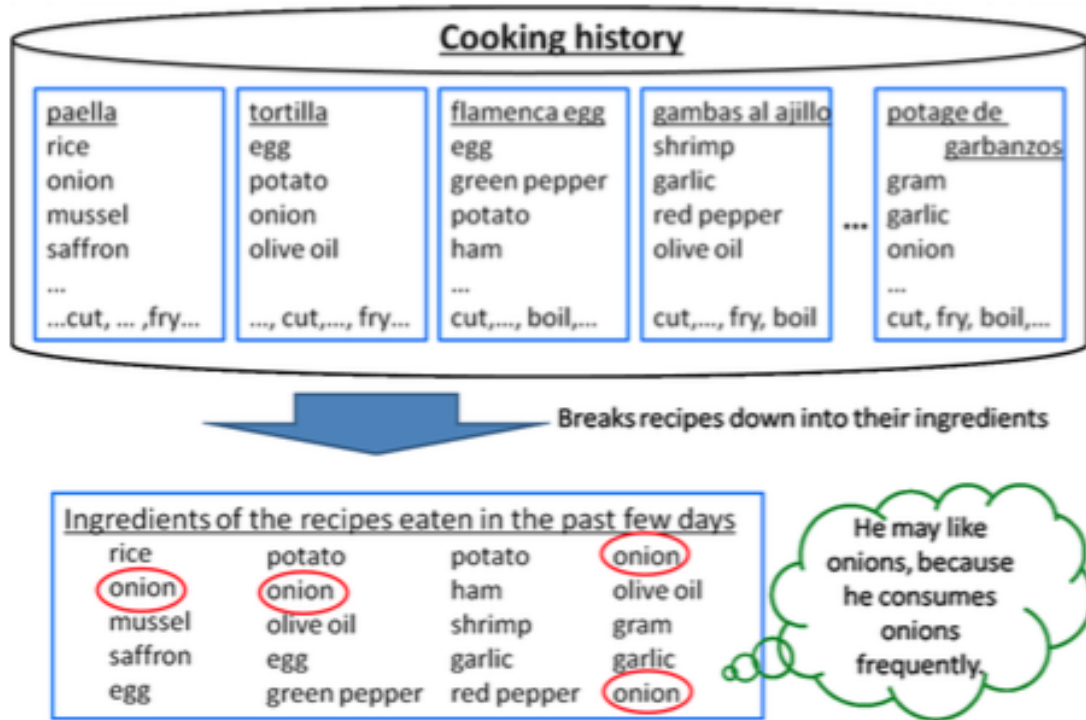 Cooking history
paella
rice
onion
mussel
saffron
...
...cut, ... ,fry...
tortilla
egg
potato
onion
olive oil
..., cut,..., fry...
flamenca egg
egg
green pepper
potato
ham
...
cut,..., boil,...
gambas al ajillo
shrimp
garlic
red pepper
olive oil
cut,..., fry, boil
...
potage de
garbanzos
gram
garlic
onion
...
cut, fry, boil,...
Breaks recipes down into their ingredients
Ingredients of the recipes eaten in the past few days
rice potato potato onion
onion onion ham olive oil
mussel olive oil shrimp gram
saffron egg garlic garlic
egg green pepper red pepper onion
He may like
onions, because
he consumes
onions
frequently.